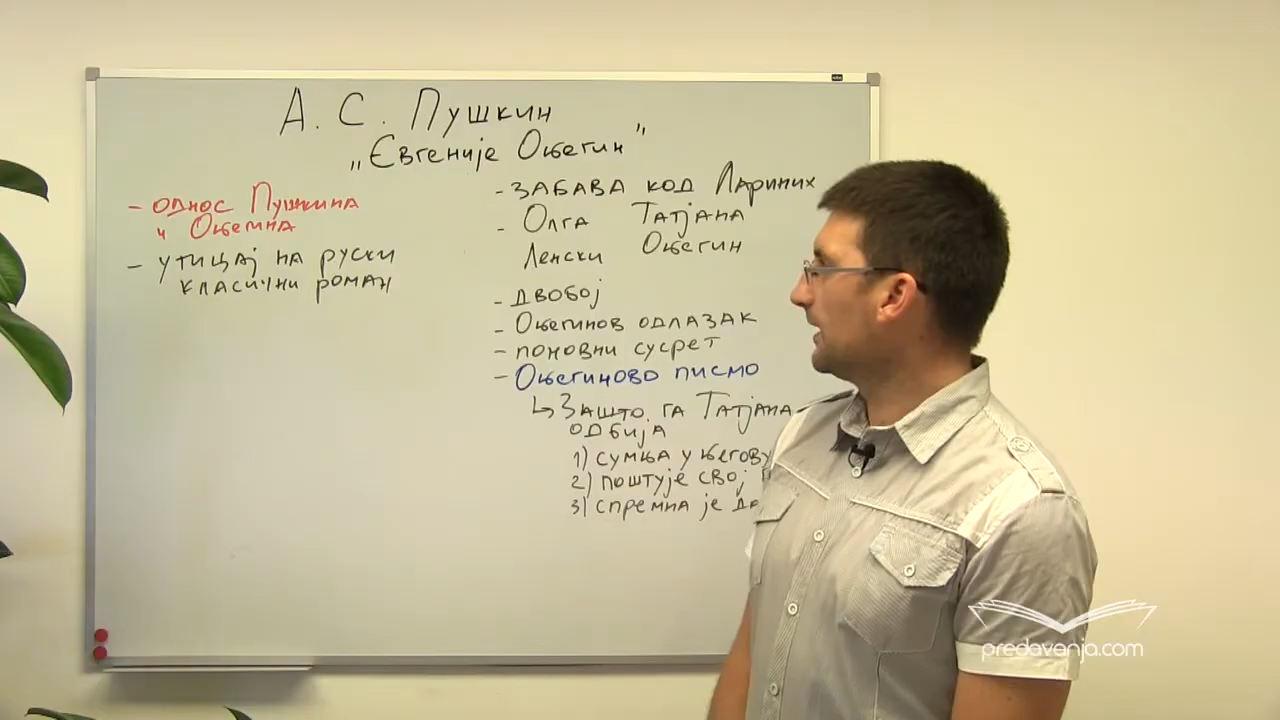 А. С. Пушкин
„Евгеније Оњегин”
- однос Пушкина
и Оњегина
- утицај на руски
класични роман
- ЗАБАВА КОД Лариних
- Олга Татјана
Ленски Оњегин
- двобој
- Оњегинов одлазак
- поновни сусрет
- Оњегиново писмо
↳ Зашто га Татјана
одбија
1) сумња у његову
2) поштује свој
3) спремна је да
predavanja.com